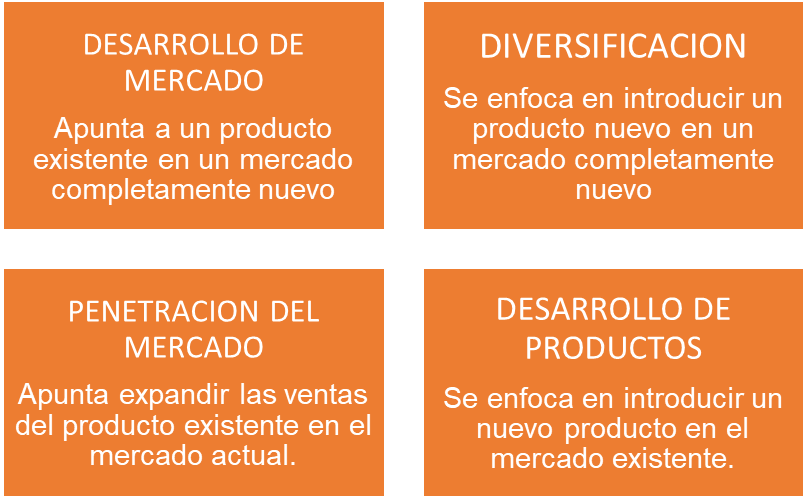 DESARROLLO DE
MERCADO
Apunta a un producto
existente en un mercado
completamente nuevo
DIVERSIFICACION
Se enfoca en introducir un
producto nuevo en un
mercado completamente
nuevo
PENETRACION DEL
MERCADO
Apunta expandir las ventas
del producto existente en el
mercado actual.
DESARROLLO DE
PRODUCTOS
Se enfoca en introducir un
nuevo producto en el
mercado existente.